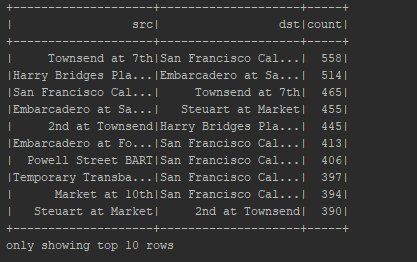 +--------------------+--------------------+-----+
|                 src|                 dst|count|
+--------------------+--------------------+-----+
|     Townsend at 7th|San Francisco Cal...|  558|
|Harry Bridges Pla...|Embarcadero at Sa...|  514|
|San Francisco Cal...|     Townsend at 7th|  465|
|Embarcadero at Sa...|   Steuart at Market|  455|
|     2nd at Townsend|Harry Bridges Pla...|  445|
|Embarcadero at Fo...|San Francisco Cal...|  413|
|  Powell Street BART|San Francisco Cal...|  406|
|Temporary Transba...|San Francisco Cal...|  397|
|      Market at 10th|San Francisco Cal...|  394|
|   Steuart at Market|     2nd at Townsend|  390|
+--------------------+--------------------+-----+
only showing top 10 rows